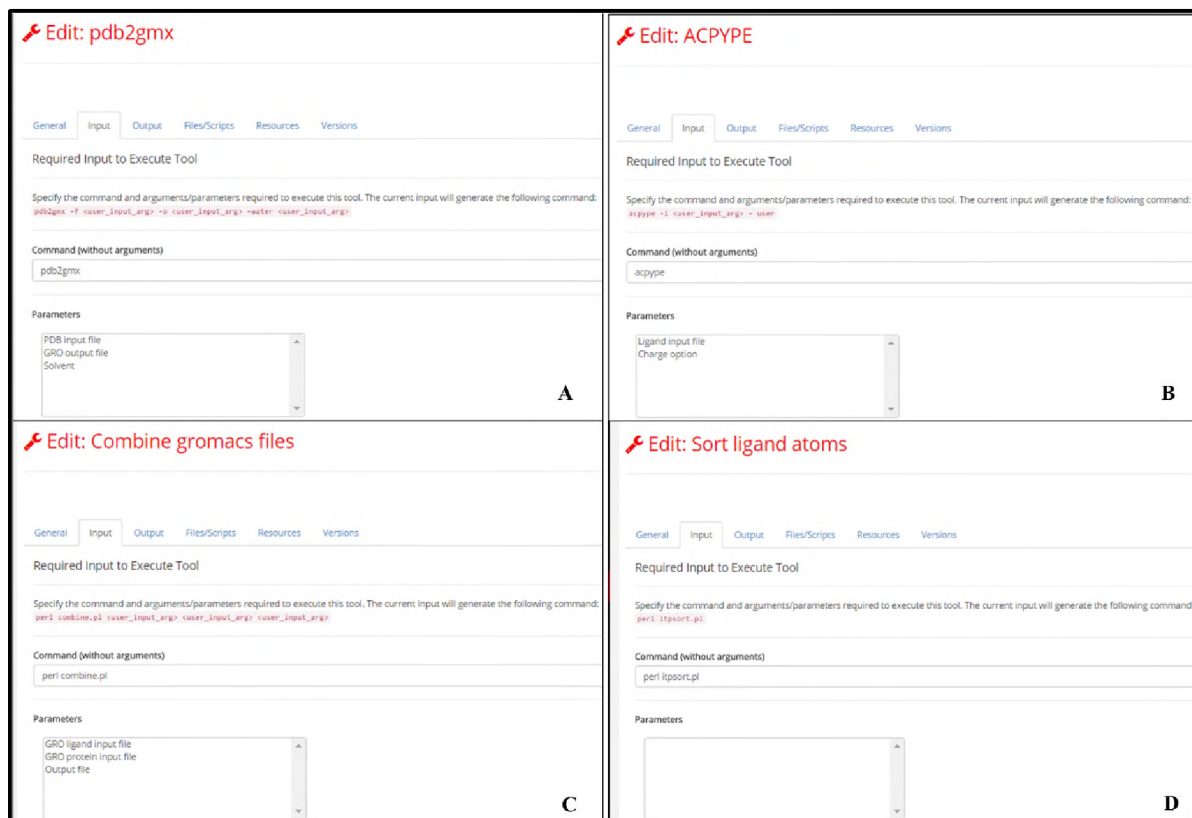 Edit: pdb2gmx
General Input Output Files/Scripts Resources Versions
Required Input to Execute Tool
Specify the command and arguments/parameters required to execute this tool. The current input will generate the following command:
pdb2gmx -f <user_input_arg> -o <user_input_arg> -water <user_input_arg>
Command (without arguments)
pdb2gmx
Parameters
PDB input file
GRO output file
Solvent
A
Edit: ACPYPE
General Input Output Files/Scripts Resources Versions
Required Input to Execute Tool
Specify the command and arguments/parameters required to execute this tool. The current input will generate the following command:
acpype -i <user_input_arg> - user
Command (without arguments)
acpype
Parameters
Ligand input file
Charge option
B
Edit: Combine gromacs files
General Input Output Files/Scripts Resources Versions
Required Input to Execute Tool
Specify the command and arguments/parameters required to execute this tool. The current input will generate the following command:
perl combine.pl <user_input_arg> <user_input_arg> <user_input_arg>
Command (without arguments)
perl combine.pl
Parameters
GRO ligand input file
GRO protein input file
Output file
C
Edit: Sort ligand atoms
General Input Output Files/Scripts Resources Versions
Required Input to Execute Tool
Specify the command and arguments/parameters required to execute this tool. The current input will generate the following command
perl itpsort.pl
Command (without arguments)
perl itpsort.pl
Parameters
D